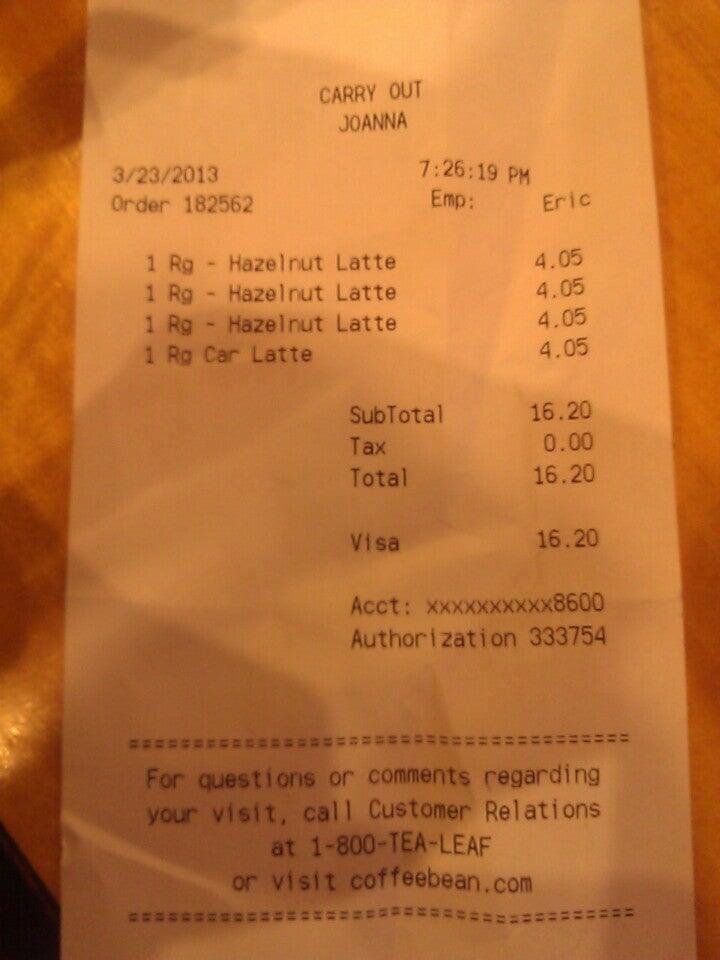 CARRY OUT
JOANNA
3/23/2013 7:26:19 PM
Order 182562 Emp: Eric
1 Rg - Hazelnut Latte 4.05
1 Rg - Hazelnut Latte 4.05
1 Rg - Hazelnut Latte 4.05
1 Rg Car Latte 4.05
SubTotal 16.20
Tax 0.00
Total 16.20
Visa 16.20
Acct: xxxxxxxxxx8600
Authorization 333754
========================================
For questions or comments regarding
your visit, call Customer Relations
at 1-800-TEA-LEAF
or visit coffeebean.com
========================================